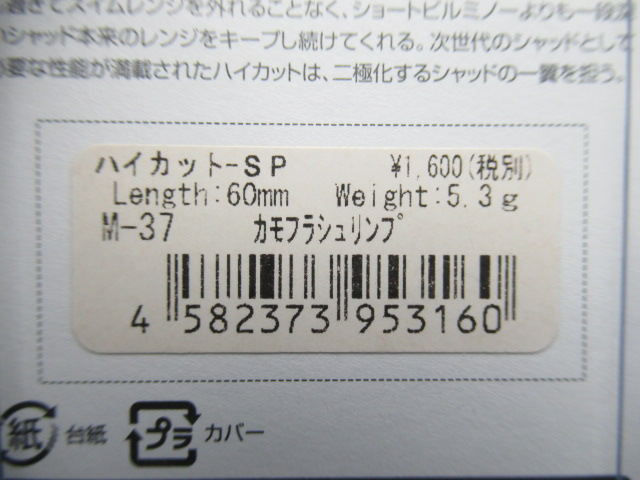 てスイムレンジを外れることなく、ショートビルミノーよりも一段
シャッド本来のレンジをキープし続けてくれる。次世代のシャッドとして
要な性能が満載されたハイカットは、二極化するシャッドの一翼を担う。
ハイカット-SP ¥1,600(税別)
Length:60mm Weight:5.3g
M-37 カモフラシュリンプ
4 582373 953160
紙 台紙 プラ カバー